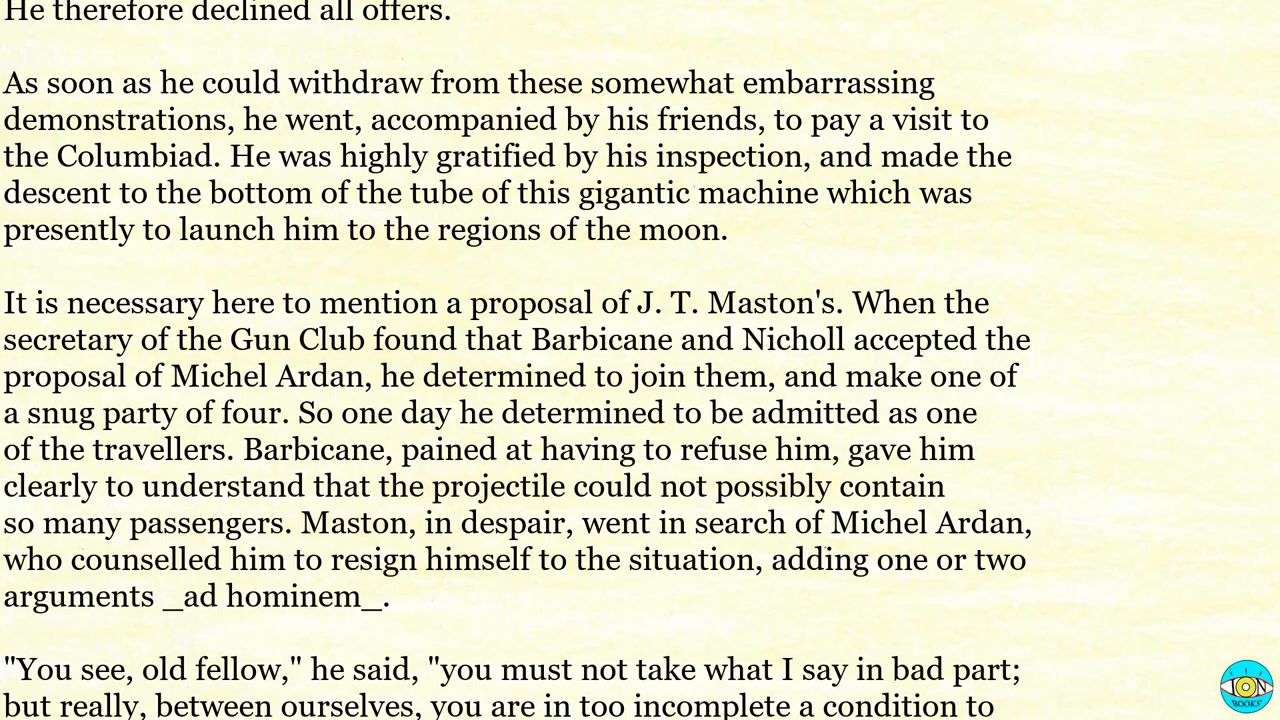 He therefore declined all offers.
As soon as he could withdraw from these somewhat embarrassing
demonstrations, he went, accompanied by his friends, to pay a visit to
the Columbiad. He was highly gratified by his inspection, and made the
descent to the bottom of the tube of this gigantic machine which was
presently to launch him to the regions of the moon.
It is necessary here to mention a proposal of J. T. Maston's. When the
secretary of the Gun Club found that Barbicane and Nicholl accepted the
proposal of Michel Ardan, he determined to join them, and make one of
a snug party of four. So one day he determined to be admitted as one
of the travellers. Barbicane, pained at having to refuse him, gave him
clearly to understand that the projectile could not possibly contain
so many passengers. Maston, in despair, went in search of Michel Ardan,
who counselled him to resign himself to the situation, adding one or two
arguments _ad hominem_.
"You see, old fellow," he said, "you must not take what I say in bad part;
but really, between ourselves, you are in too incomplete a condition to
ION
BOOKS